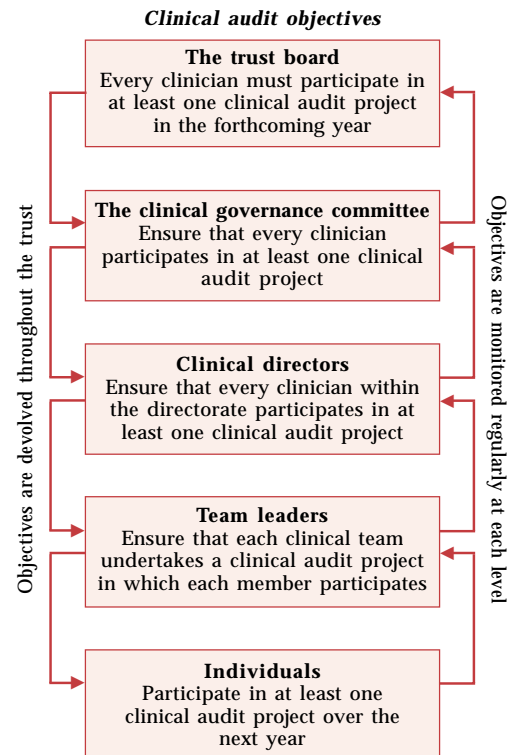 Clinical audit objectives
The trust board
Every clinician must participate in
at least one clinical audit project
in the forthcoming year
The clinical governance committee
Ensure that every clinician
participates in at least one clinical
audit project
Clinical directors
Ensure that every clinician within
the directorate participates in at
least one clinical audit project
Team leaders
Ensure that each clinical team
undertakes a clinical audit project
in which each member participates
Individuals
Participate in at least one
clinical audit project over the
next year
Objectives are devolved throughout the trust
Objectives are monitored regularly at each level